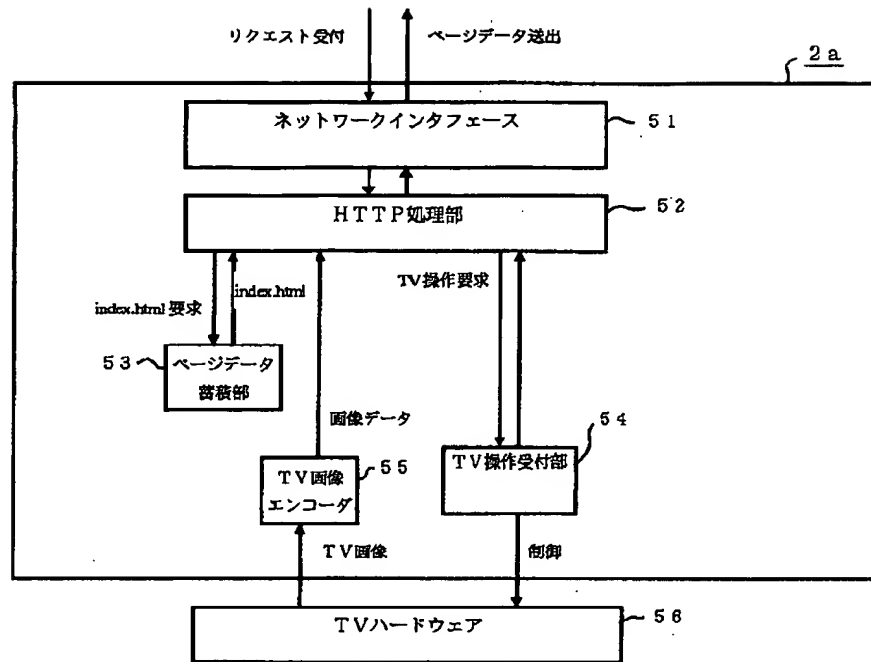 リクエスト受付
ページデータ送出
2a
ネットワークインタフェース
51
HTTP処理部
52
TV操作要求
index.html要求
index.html
53
ページデータ
蓄積部
画像データ
54
TV操作受付部
55
TV画像
エンコーダ
TV画像
制御
TVハードウェア
56